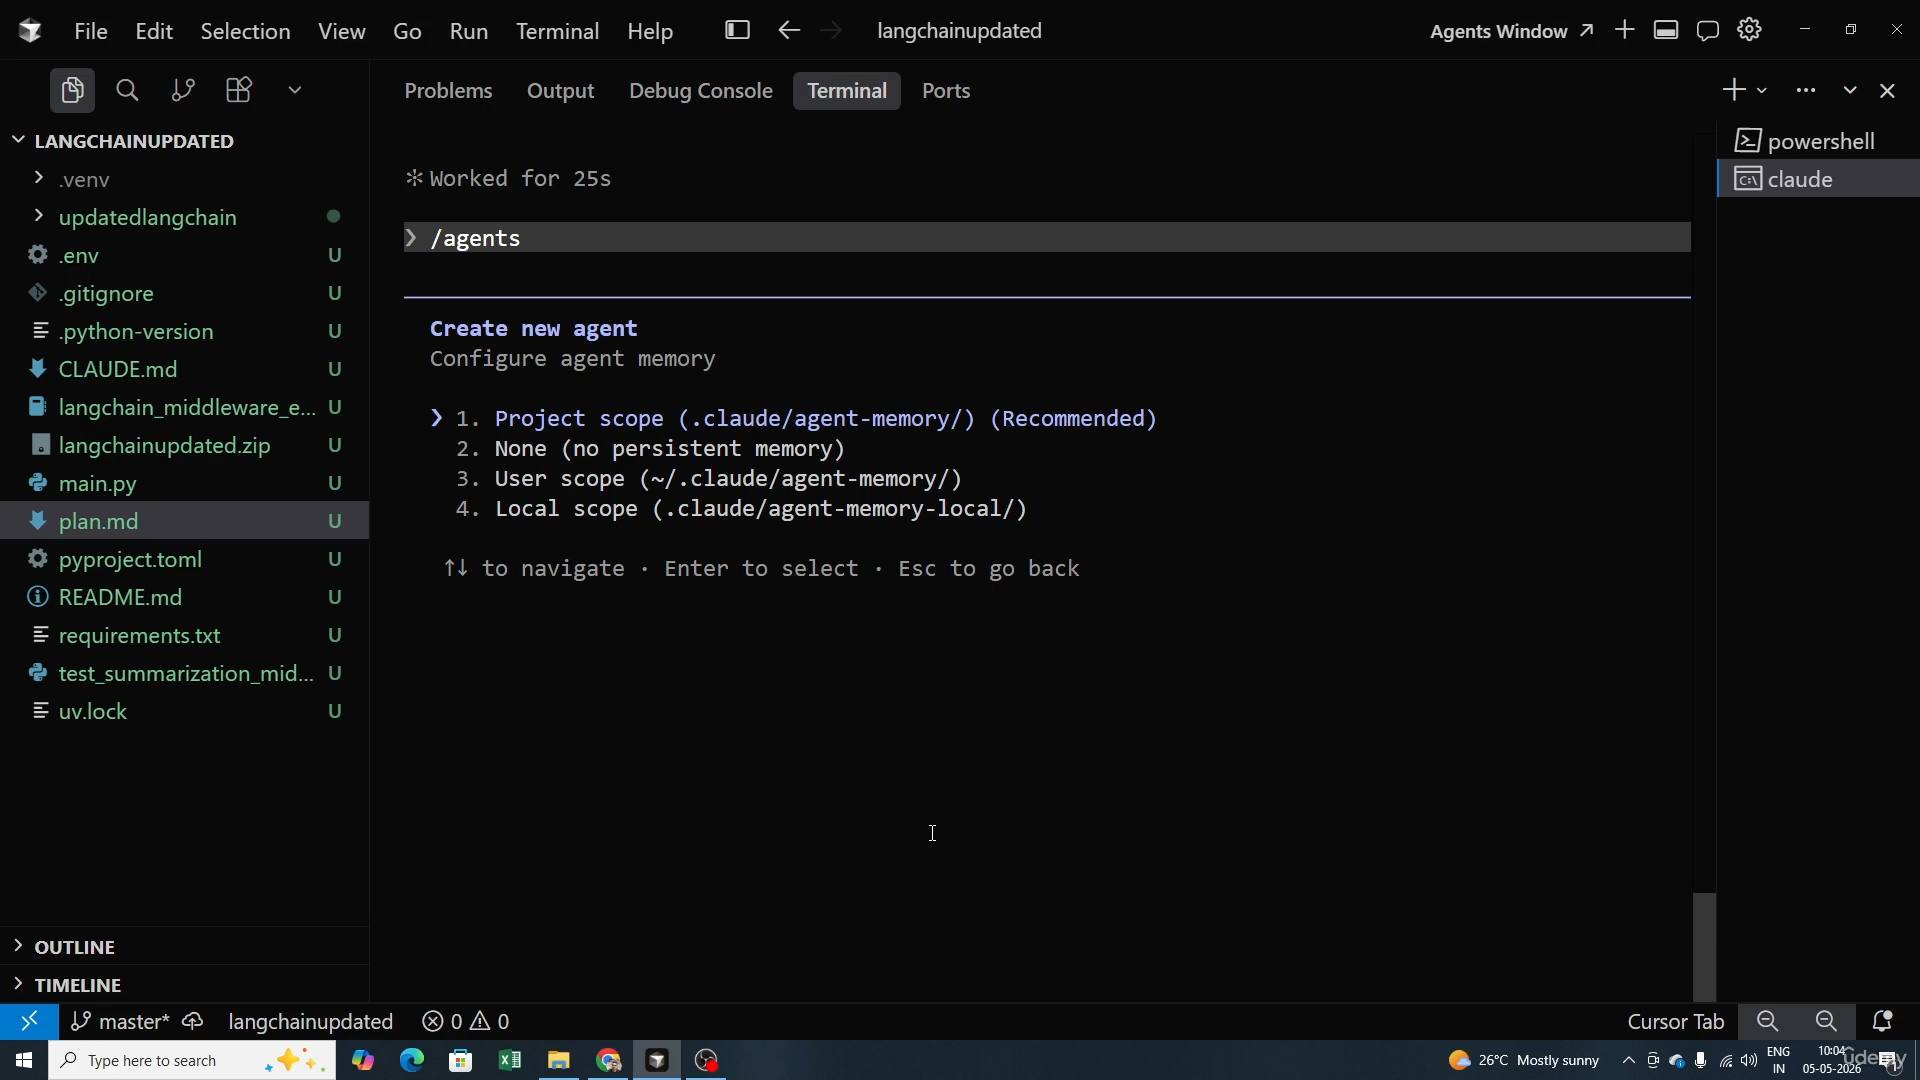 File Edit Selection View Go Run Terminal Help langchainupdated Agents Window
Problems Output Debug Console Terminal Ports
LANGCHAINUPDATED
.venv
updatedlangchain
.env U
.gitignore U
.python-version U
CLAUDE.md U
langchain_middleware_e... U
langchainupdated.zip U
main.py U
plan.md U
pyproject.toml U
README.md U
requirements.txt U
test_summarization_mid... U
uv.lock U
OUTLINE
TIMELINE
Worked for 25s
❯ /agents
Create new agent
Configure agent memory
❯ 1. Project scope (.claude/agent-memory/) (Recommended)
2. None (no persistent memory)
3. User scope (~/.claude/agent-memory/)
4. Local scope (.claude/agent-memory-local/)
↑↓ to navigate · Enter to select · Esc to go back
powershell
claude
master* langchainupdated 0 0 Cursor Tab
Type here to search 26°C Mostly sunny ENG IN 10:04 05-05-2026 1
udemy